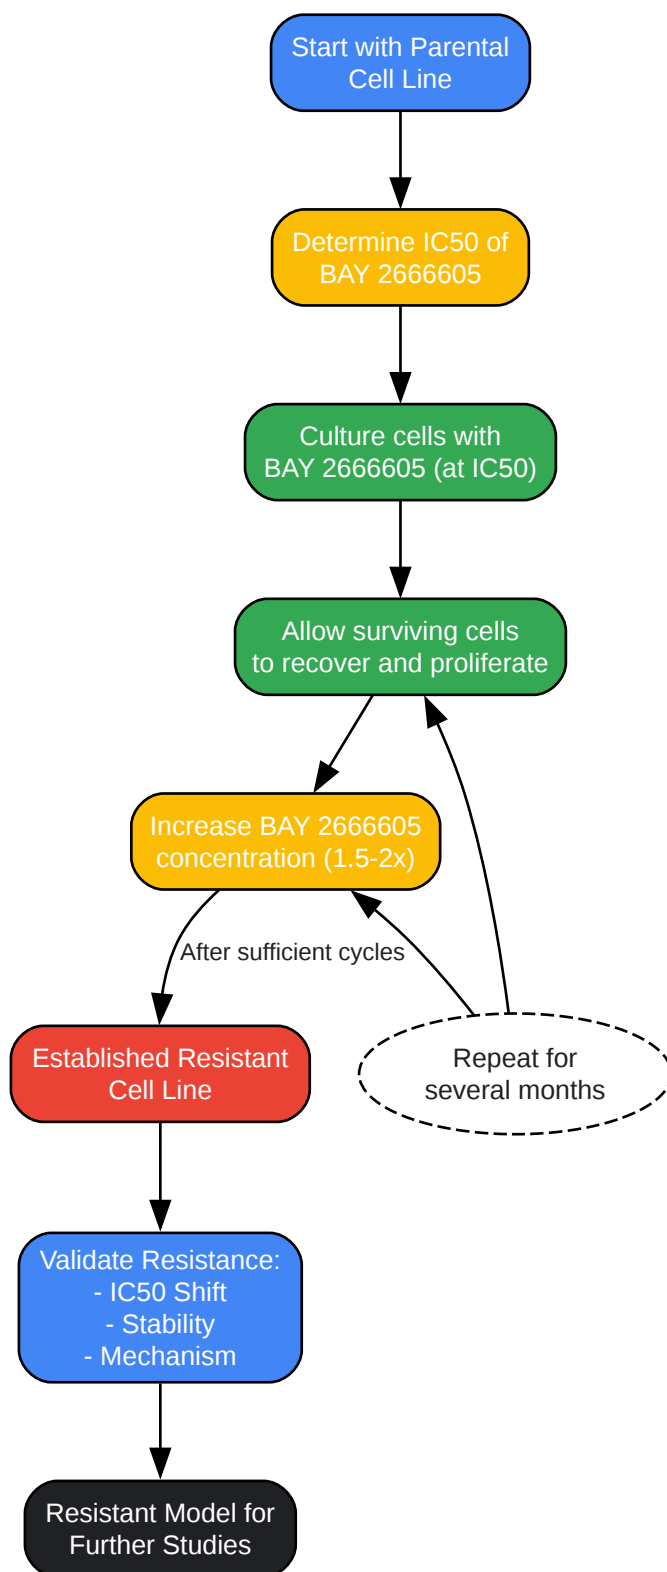 Start with Parental
Cell Line
Determine IC50 of
BAY 2666605
Culture cells with
BAY 2666605 (at IC50)
Allow surviving cells
to recover and proliferate
Increase BAY 2666605
concentration (1.5-2x)
After sufficient cycles
Established Resistant
Cell Line
Repeat for
several months
Validate Resistance:
- IC50 Shift
- Stability
- Mechanism
Resistant Model for
Further Studies